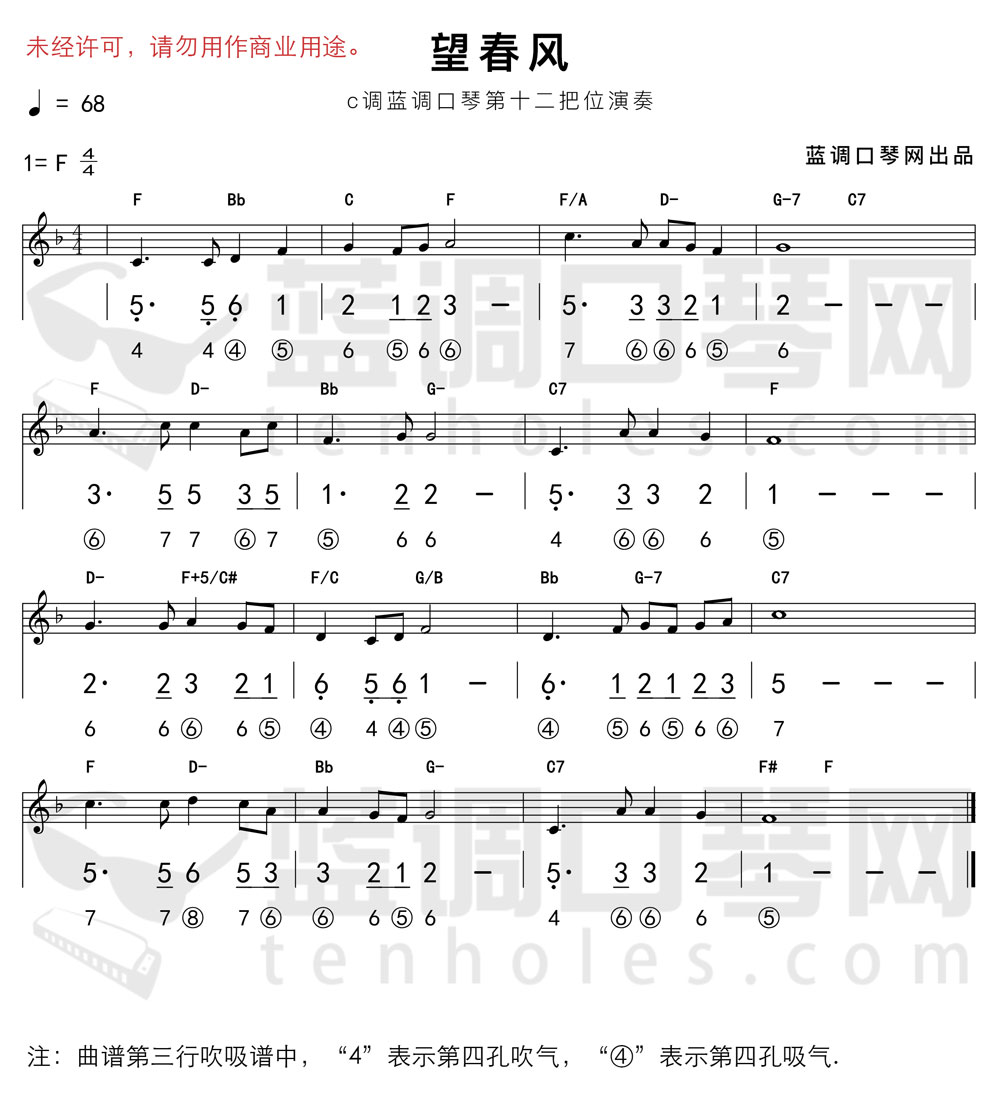 未经许可，请勿用作商业用途。
望春风
♩ = 68
c调蓝调口琴第十二把位演奏
1= F 4/4
蓝调口琴网出品
F Bb C F F/A D- G-7 C7
5· 5 6 1 | 2 1 2 3 – | 5· 3 3 2 1 | 2 – – –
4 4 ④ ⑤ 6 ⑤ 6 ⑥ 7 ⑥ ⑥ 6 ⑤ 6
F D- Bb G- C7 F
3· 5 5 3 5 | 1· 2 2 – | 5· 3 3 2 | 1 – – –
⑥ 7 7 ⑥ 7 ⑤ 6 6 4 ⑥ ⑥ 6 ⑤
D- F+5/C# F/C G/B Bb G-7 C7
2· 2 3 2 1 | 6 5 6 1 – | 6· 1 2 1 2 3 | 5 – – –
6 6 ⑥ 6 ⑤ ④ 4 ④ ⑤ ④ ⑤ 6 ⑤ 6 ⑥ 7
F D- Bb G- C7 F# F
5· 5 6 5 3 | 3 2 1 2 – | 5· 3 3 2 | 1 – – –
7 7 ⑧ 7 ⑥ ⑥ 6 ⑤ 6 4 ⑥ ⑥ 6 ⑤
蓝调口琴网
tenholes.com
蓝调口琴网
tenholes.com
注：曲谱第三行吹吸谱中，“4”表示第四孔吹气，“④”表示第四孔吸气.